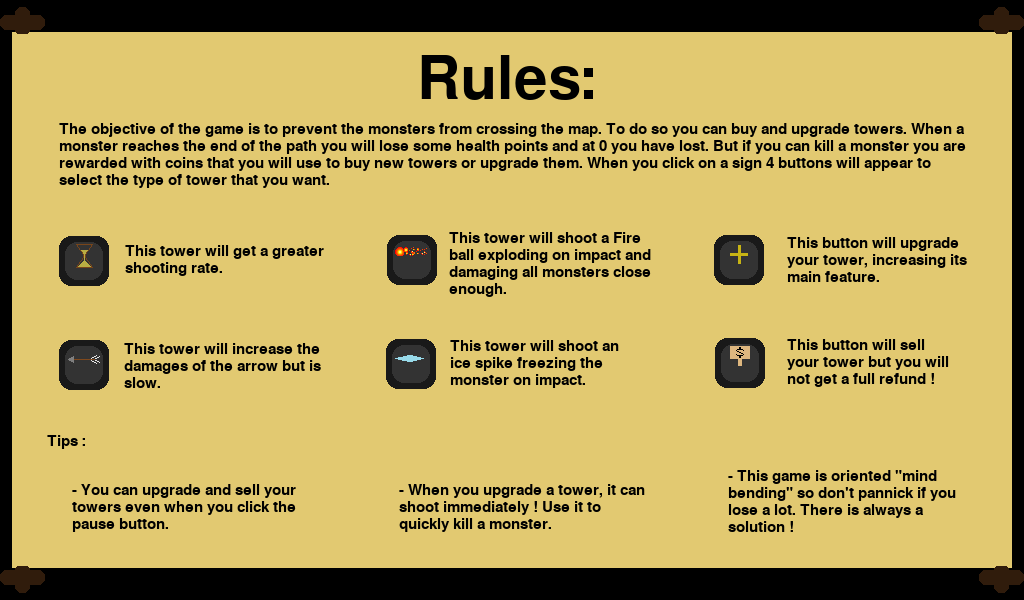 Rules:
The objective of the game is to prevent the monsters from crossing the map. To do so you can buy and upgrade towers. When a
monster reaches the end of the path you will lose some health points and at 0 you have lost. But if you can kill a monster you are
rewarded with coins that you will use to buy new towers or upgrade them. When you click on a sign 4 buttons will appear to
select the type of tower that you want.
This tower will get a greater
shooting rate.
This tower will shoot a Fire
ball exploding on impact and
damaging all monsters close
enough.
This button will upgrade
your tower, increasing its
main feature.
This tower will increase the
damages of the arrow but is
slow.
This tower will shoot an
ice spike freezing the
monster on impact.
$
This button will sell
your tower but you will
not get a full refund !
Tips :
- You can upgrade and sell your
towers even when you click the
pause button.
- When you upgrade a tower, it can
shoot immediately ! Use it to
quickly kill a monster.
- This game is oriented "mind
bending" so don't pannick if you
lose a lot. There is always a
solution !